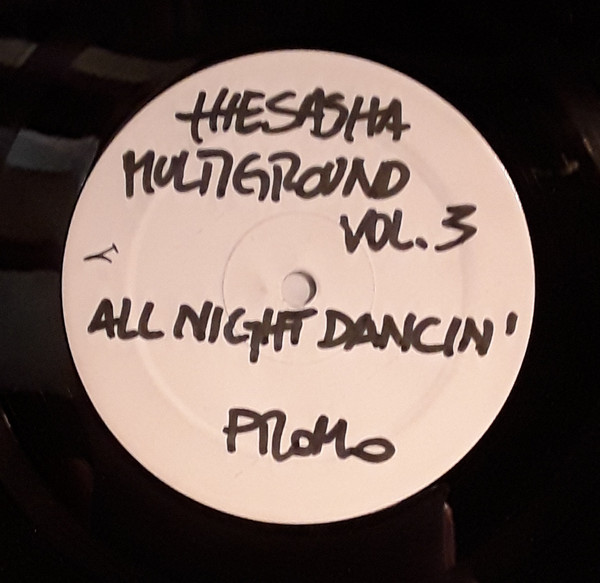 THESASHA
MULTIGROUND
VOL. 3
Y
ALL NIGHT DANCIN'
PROMO